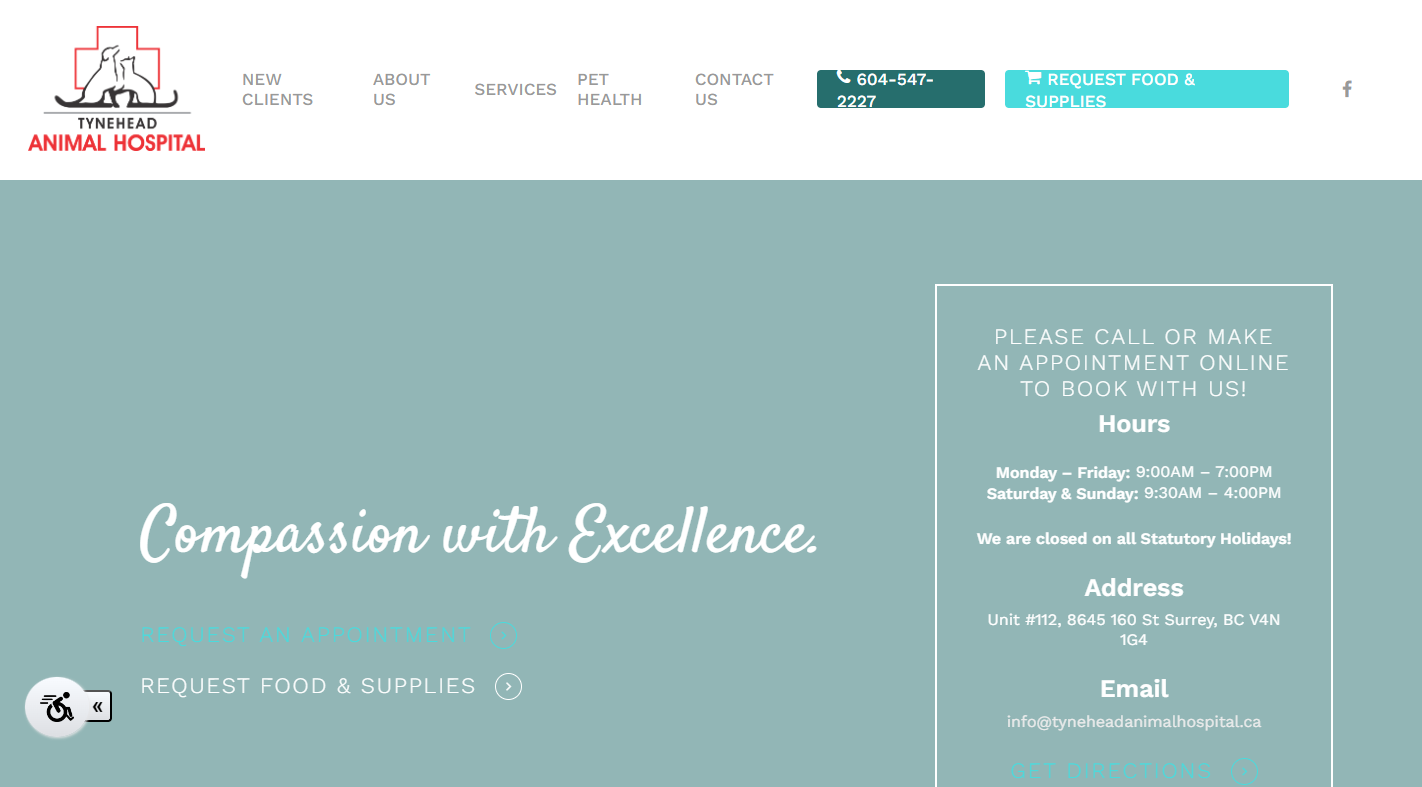 TYNEHEAD
ANIMAL HOSPITAL
NEW
CLIENTS
ABOUT
US
SERVICES
PET
HEALTH
CONTACT
US
604-547-
2227
REQUEST FOOD &
SUPPLIES
Compassion with Excellence.
REQUEST AN APPOINTMENT
REQUEST FOOD & SUPPLIES
«
PLEASE CALL OR MAKE
AN APPOINTMENT ONLINE
TO BOOK WITH US!
Hours
Monday – Friday: 9:00AM – 7:00PM
Saturday & Sunday: 9:30AM – 4:00PM
We are closed on all Statutory Holidays!
Address
Unit #112, 8645 160 St Surrey, BC V4N
1G4
Email
info@tyneheadanimalhospital.ca
GET DIRECTIONS